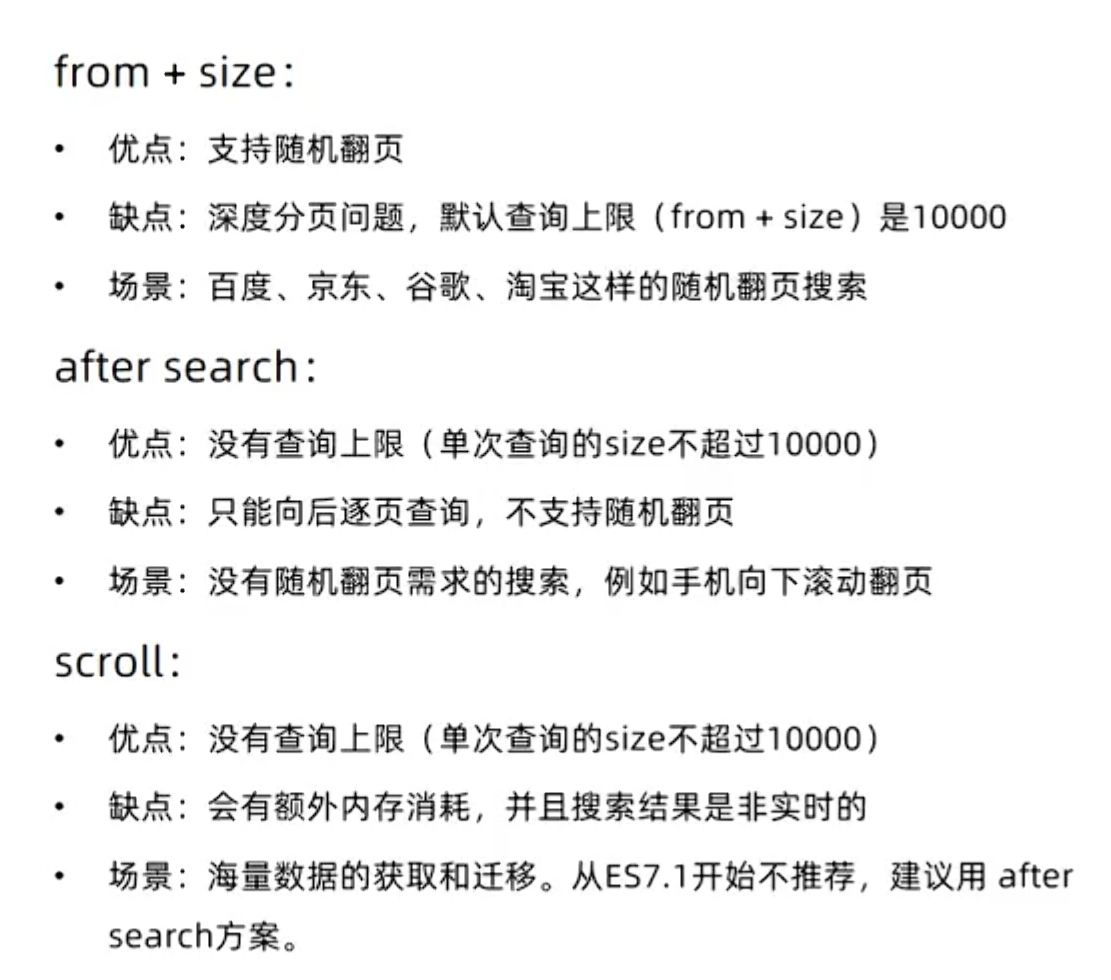 from + size：
• 优点：支持随机翻页
• 缺点：深度分页问题，默认查询上限（from + size）是10000
• 场景：百度、京东、谷歌、淘宝这样的随机翻页搜索
after search：
• 优点：没有查询上限（单次查询的size不超过10000）
• 缺点：只能向后逐页查询，不支持随机翻页
• 场景：没有随机翻页需求的搜索，例如手机向下滚动翻页
scroll：
• 优点：没有查询上限（单次查询的size不超过10000）
• 缺点：会有额外内存消耗，并且搜索结果是非实时的
• 场景：海量数据的获取和迁移。从ES7.1开始不推荐，建议用 after
search方案。